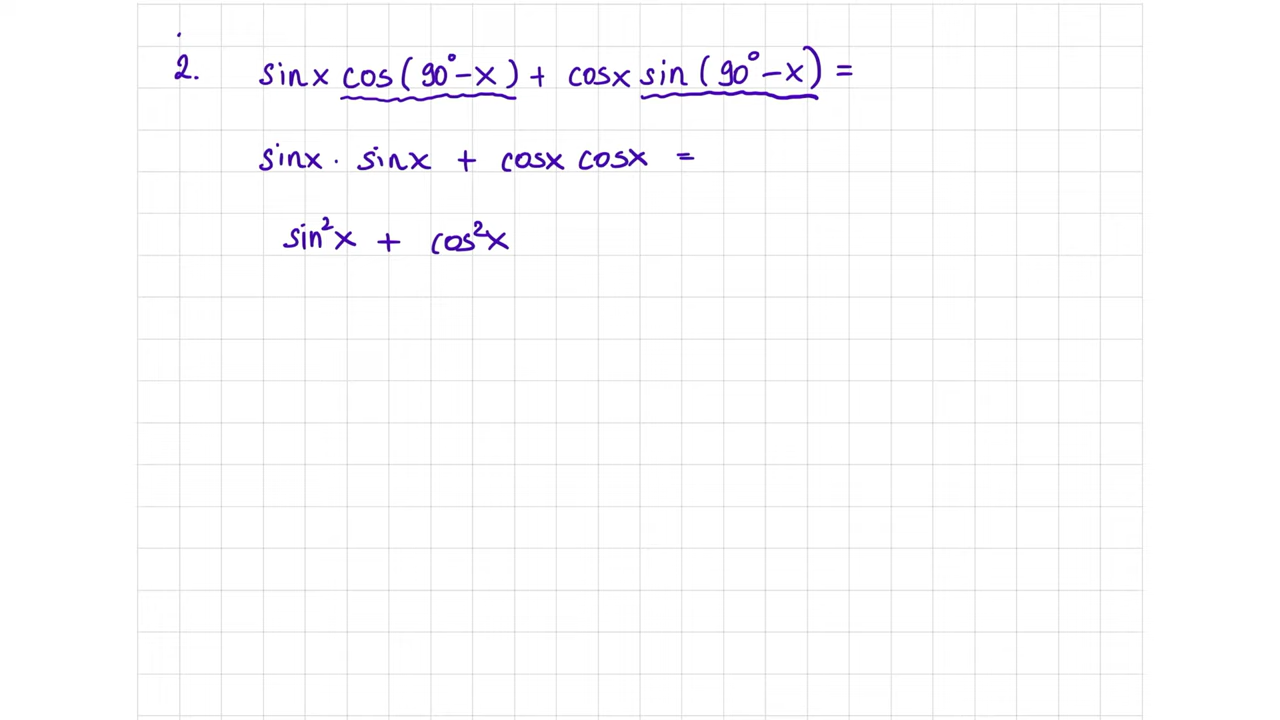 2. sinx cos(90°-x) + cosx sin(90°-x) =
sinx · sinx + cosx cosx =
sin²x + cos²x